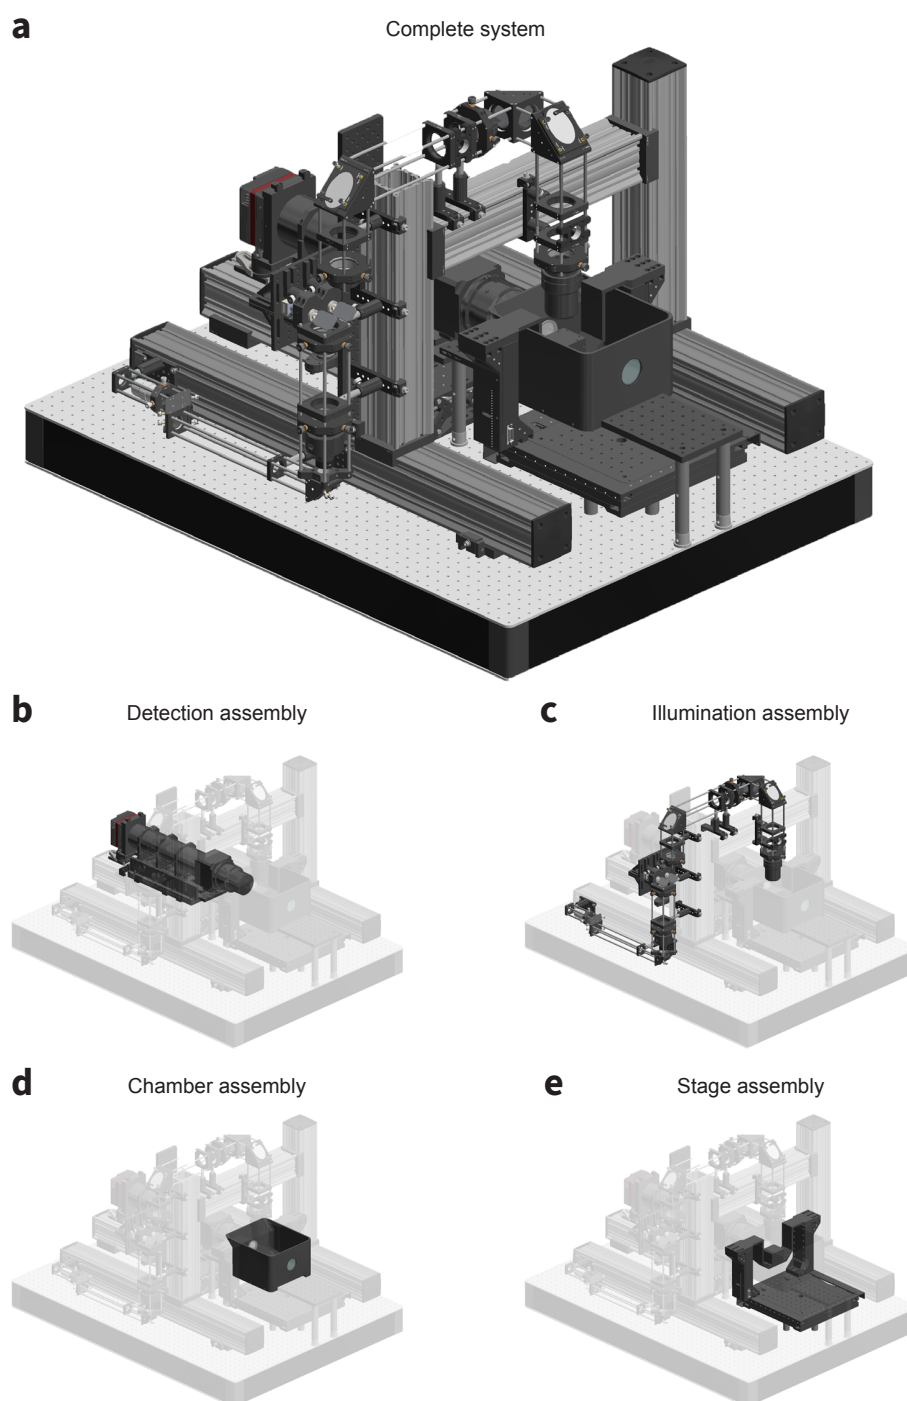 a
Complete system
b
Detection assembly
c
Illumination assembly
d
Chamber assembly
e
Stage assembly